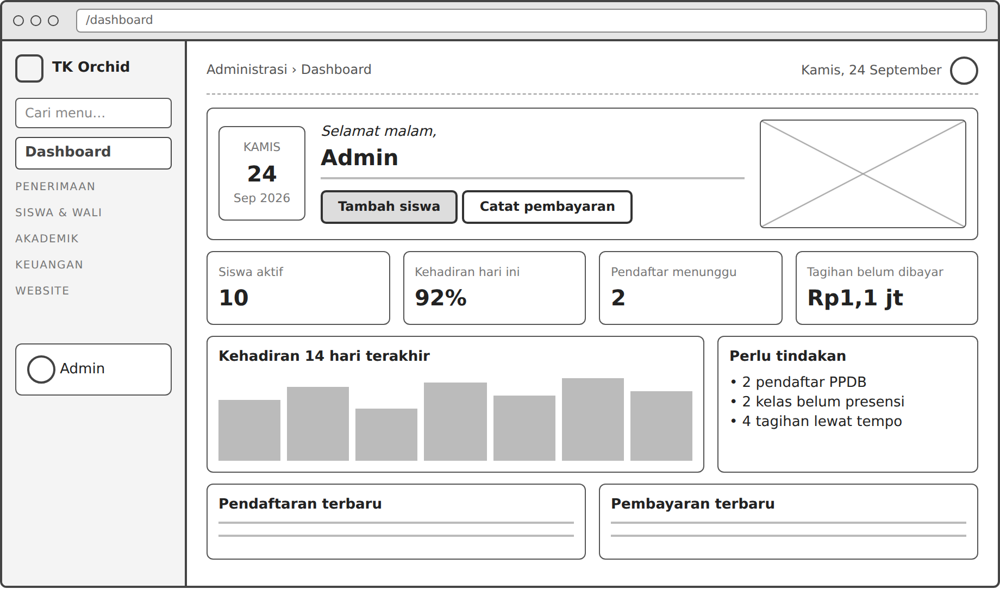 /dashboard
TK Orchid
Cari menu...
Dashboard
PENERIMAAN
SISWA & WALI
AKADEMIK
KEUANGAN
WEBSITE
Admin
Administrasi › Dashboard
Kamis, 24 September
KAMIS
24
Sep 2026
Selamat malam,
Admin
Tambah siswa
Catat pembayaran
Siswa aktif
10
Kehadiran hari ini
92%
Pendaftar menunggu
2
Tagihan belum dibayar
Rp1,1 jt
Kehadiran 14 hari terakhir
Perlu tindakan
• 2 pendaftar PPDB
• 2 kelas belum presensi
• 4 tagihan lewat tempo
Pendaftaran terbaru
Pembayaran terbaru